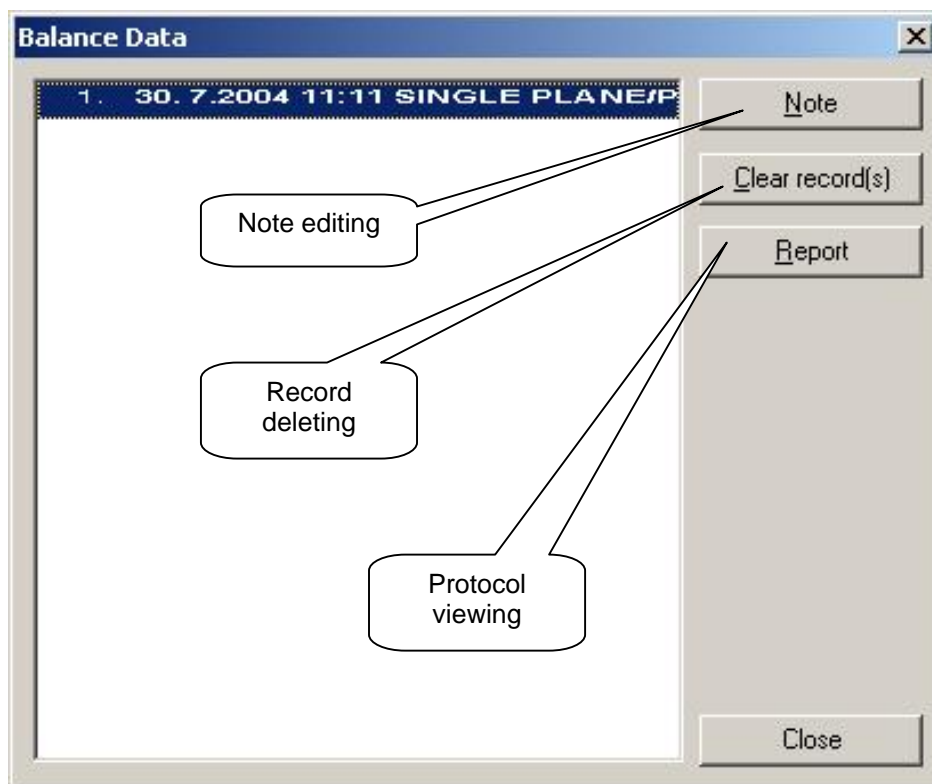 Balance Data
1. 30. 7.2004 11:11 SINGLE PLANE/P
Note
Clear record(s)
Report
Note editing
Record
deleting
Protocol
viewing
Close